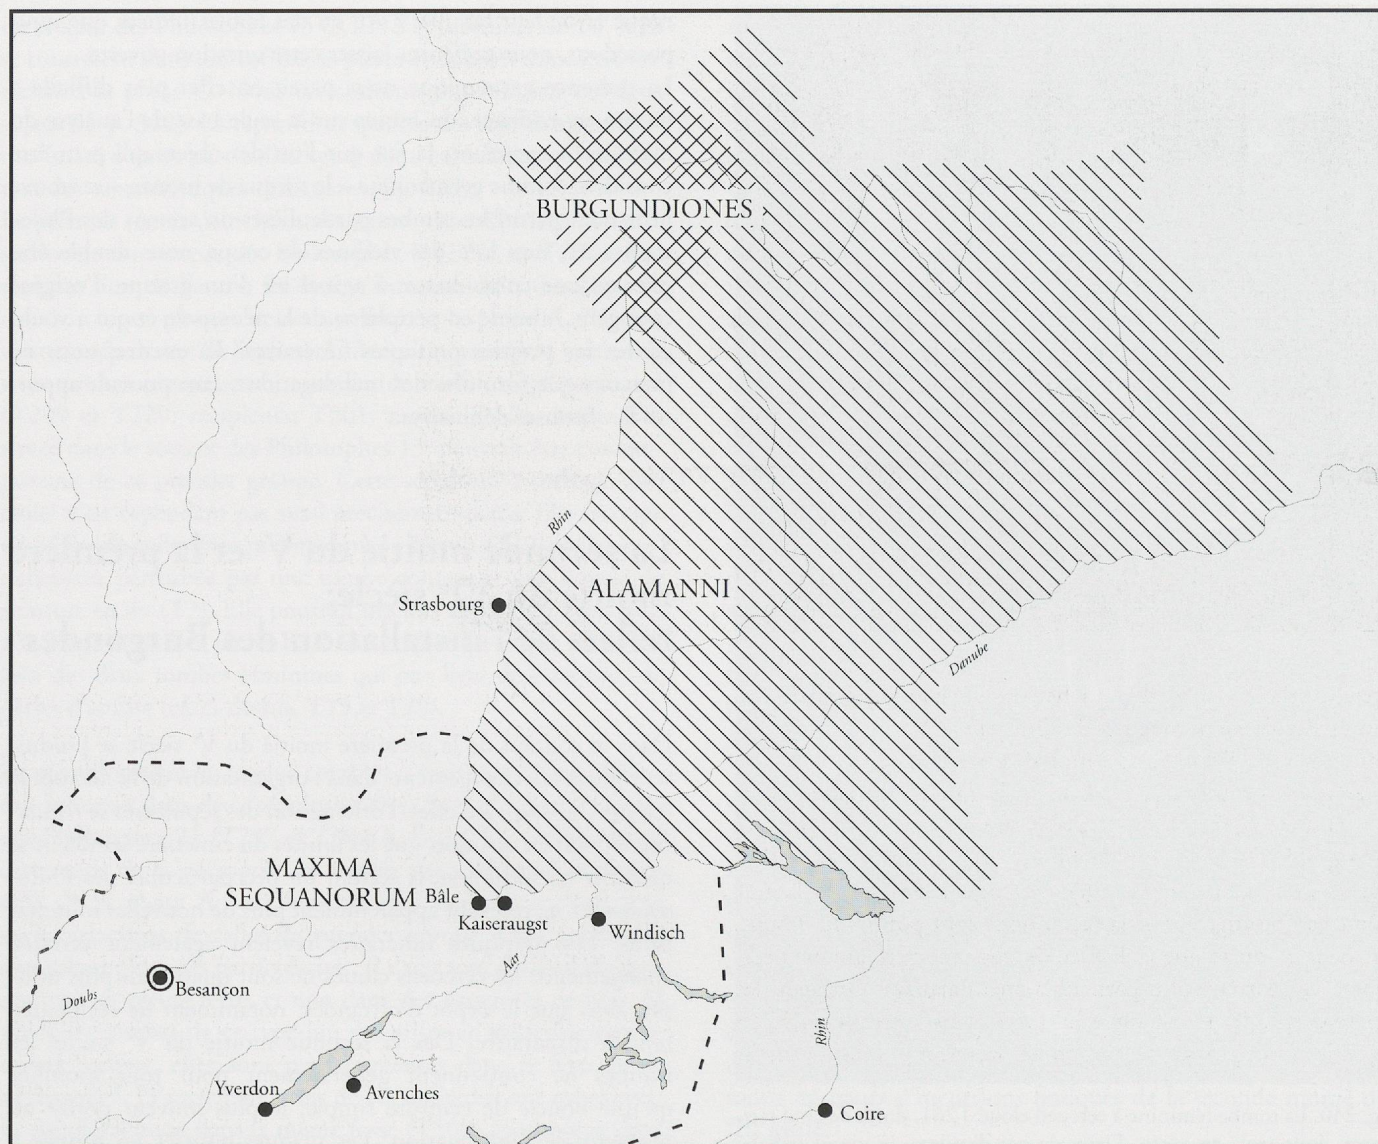 BURGUNDIONES
Rhin
ALAMANNI
Strasbourg
Danube
MAXIMA
SEQUANORUM
Bâle
Kaiseraugst
Windisch
Aar
Besançon
Doubs
Rhin
Yverdon
Avenches
Coire